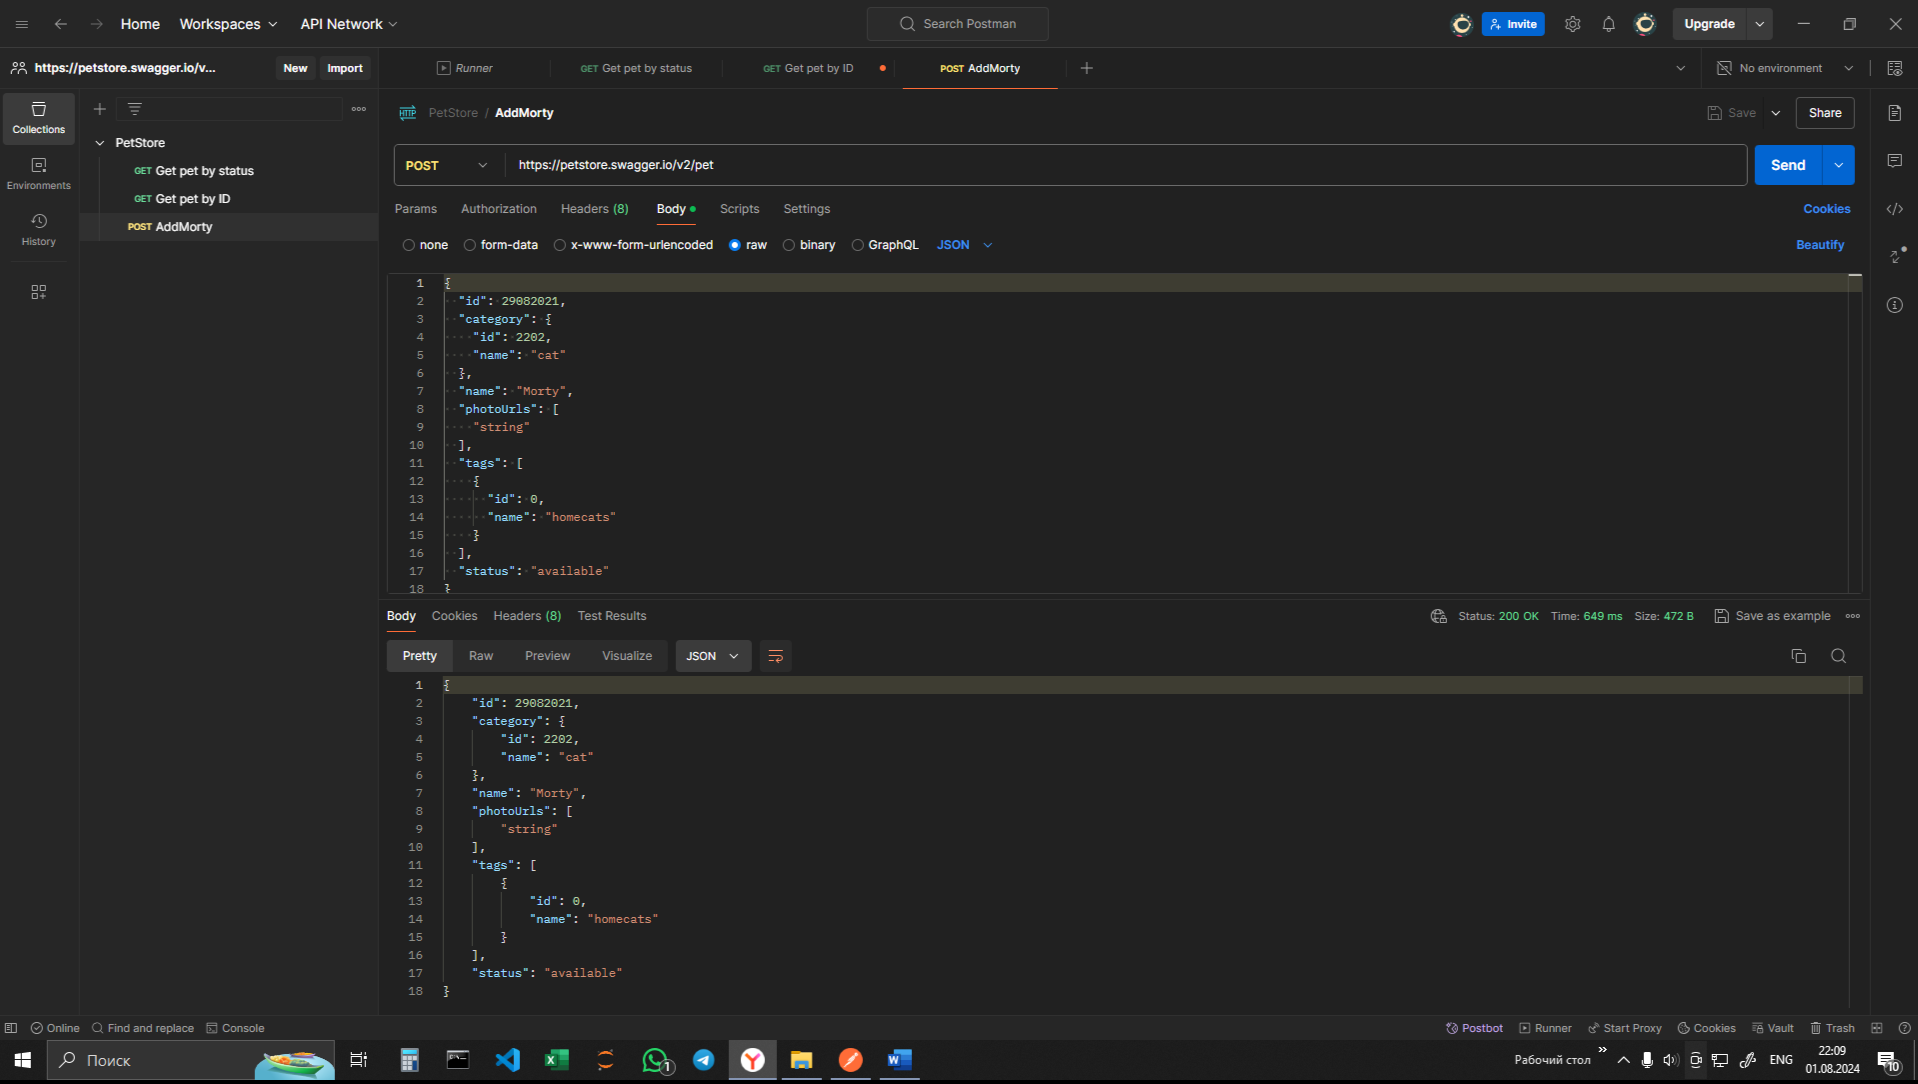 Home Workspaces API Network Search Postman Invite Upgrade
https://petstore.swagger.io/v... New Import Runner GET Get pet by status GET Get pet by ID POST AddMorty No environment
Collections
Environments
History
PetStore
GET Get pet by status
GET Get pet by ID
POST AddMorty
HTTP PetStore / AddMorty Save Share
POST https://petstore.swagger.io/v2/pet Send
Params Authorization Headers (8) Body Scripts Settings Cookies
none form-data x-www-form-urlencoded raw binary GraphQL JSON Beautify
1 {
2 "id": 29082021,
3 "category": {
4 "id": 2202,
5 "name": "cat"
6 },
7 "name": "Morty",
8 "photoUrls": [
9 "string"
10 ],
11 "tags": [
12 {
13 "id": 0,
14 "name": "homecats"
15 }
16 ],
17 "status": "available"
18 }
Body Cookies Headers (8) Test Results Status: 200 OK Time: 649 ms Size: 472 B Save as example
Pretty Raw Preview Visualize JSON
1 {
2 "id": 29082021,
3 "category": {
4 "id": 2202,
5 "name": "cat"
6 },
7 "name": "Morty",
8 "photoUrls": [
9 "string"
10 ],
11 "tags": [
12 {
13 "id": 0,
14 "name": "homecats"
15 }
16 ],
17 "status": "available"
18 }
Online Find and replace Console Postbot Runner Start Proxy Cookies Vault Trash
Поиск 1 Рабочий стол ENG 22:09
01.08.2024 10